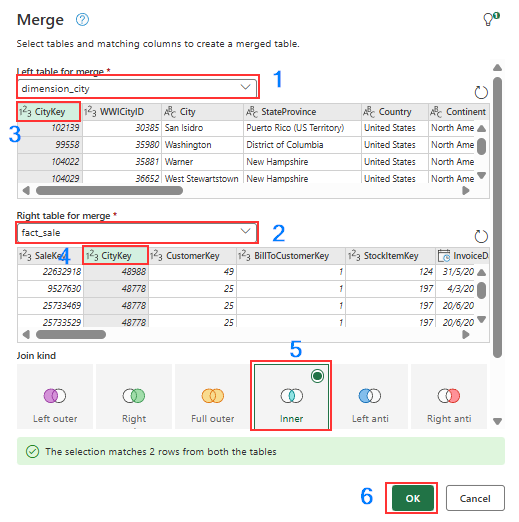 Merge
1
Select tables and matching columns to create a merged table.
Left table for merge *
1
dimension_city
CityKey WWICityID City StateProvince Country Continent
3
102139 30385 San Isidro Puerto Rico (US Territory) United States North Ame
99558 35980 Washington District of Columbia United States North Ame
104022 35881 Warner New Hampshire United States North Ame
104029 36652 West Stewartstown New Hampshire United States North Ame
Right table for merge *
2
fact_sale
4
SaleKey CityKey CustomerKey BillToCustomerKey StockItemKey InvoiceD
22632918 48988 49 1 124 31/5/20
9527630 48778 25 1 197 4/3/20
25733469 48778 25 1 197 20/6/20
25733529 48778 25 1 197 20/6/20
Join kind
5
Left outer Right Full outer Inner Left anti Right anti
The selection matches 2 rows from both the tables
6 OK Cancel